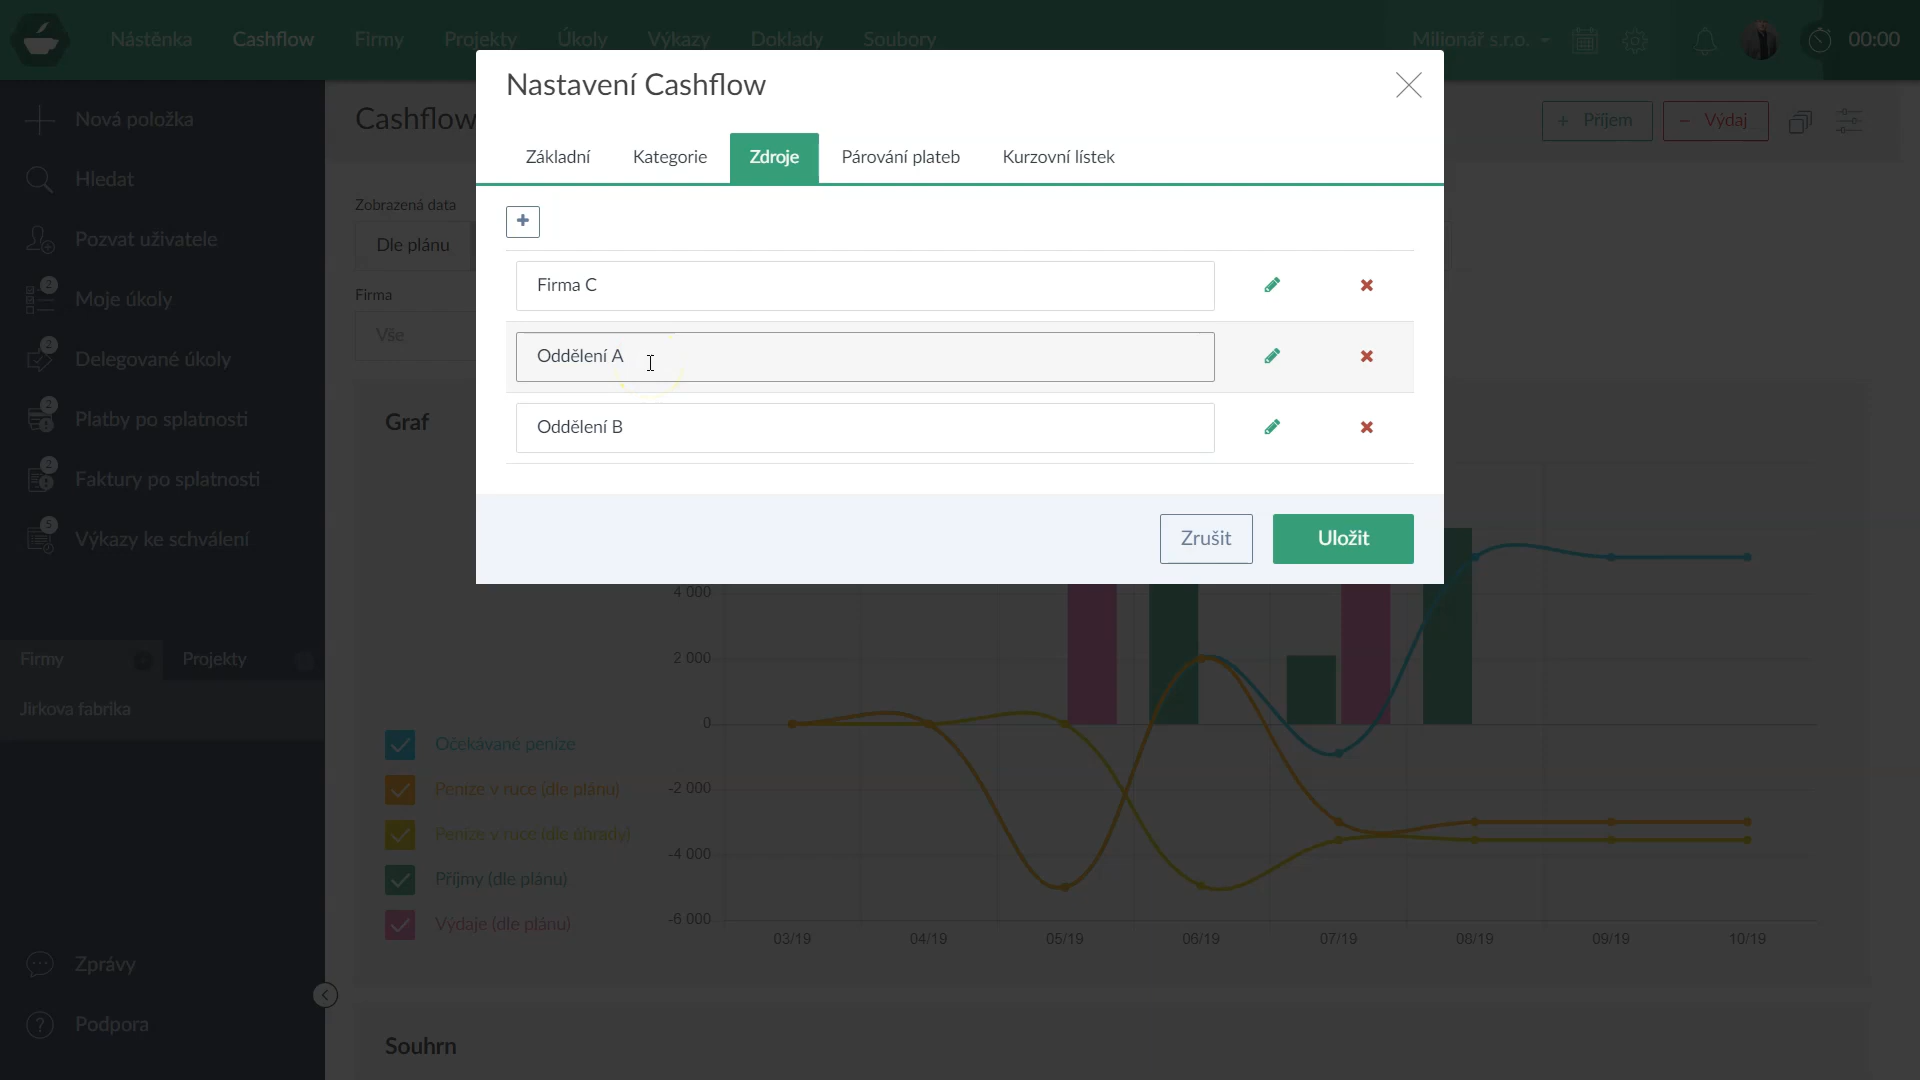 Nástěnka Cashflow Firmy Projekty Úkoly Výkazy Doklady Soubory Milionář s.r.o. 00:00
Nová položka
Hledat
Pozvat uživatele
2
Moje úkoly
2
Delegované úkoly
2
Platby po splatnosti
2
Faktury po splatnosti
5
Výkazy ke schválení
Firmy Projekty
Jirkova fabrika
Zprávy
Podpora
Cashflow
+ Příjem
− Výdaj
Zobrazená data
Dle plánu
Firma
Vše
Nastavení Cashflow
Základní Kategorie Zdroje Párování plateb Kurzovní lístek
+
Firma C
Oddělení A
Oddělení B
Zrušit Uložit
Graf
Očekávané peníze
Peníze v ruce (dle plánu)
Peníze v ruce (dle úhrady)
Příjmy (dle plánu)
Výdaje (dle plánu)
4 000
2 000
0
-2 000
-4 000
-6 000
03/19 04/19 05/19 06/19 07/19 08/19 09/19 10/19
Souhrn